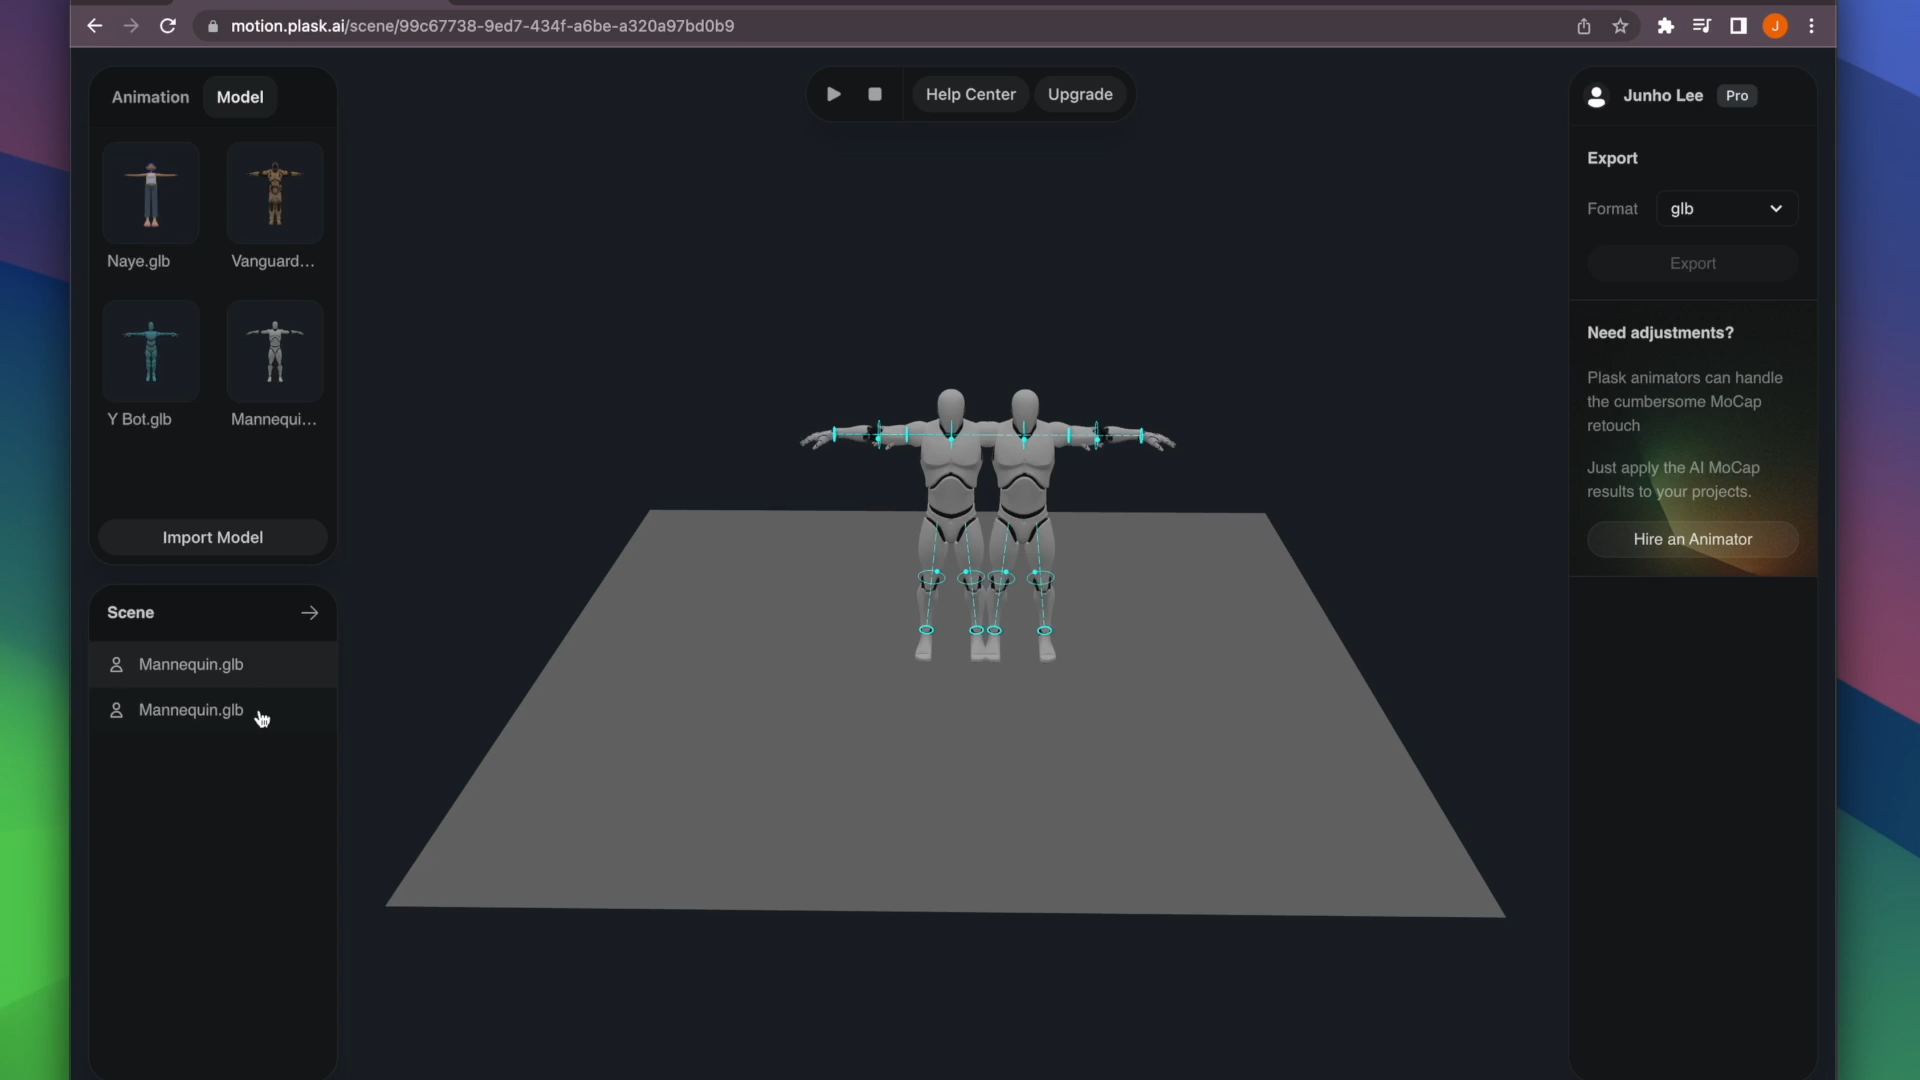 motion.plask.ai/scene/99c67738-9ed7-434f-a6be-a320a97bd0b9
J
Animation
Model
Naye.glb
Vanguard...
Y Bot.glb
Mannequi...
Import Model
Scene
Mannequin.glb
Mannequin.glb
Help Center
Upgrade
Junho Lee
Pro
Export
Format
glb
Export
Need adjustments?
Plask animators can handle
the cumbersome MoCap
retouch
Just apply the AI MoCap
results to your projects.
Hire an Animator